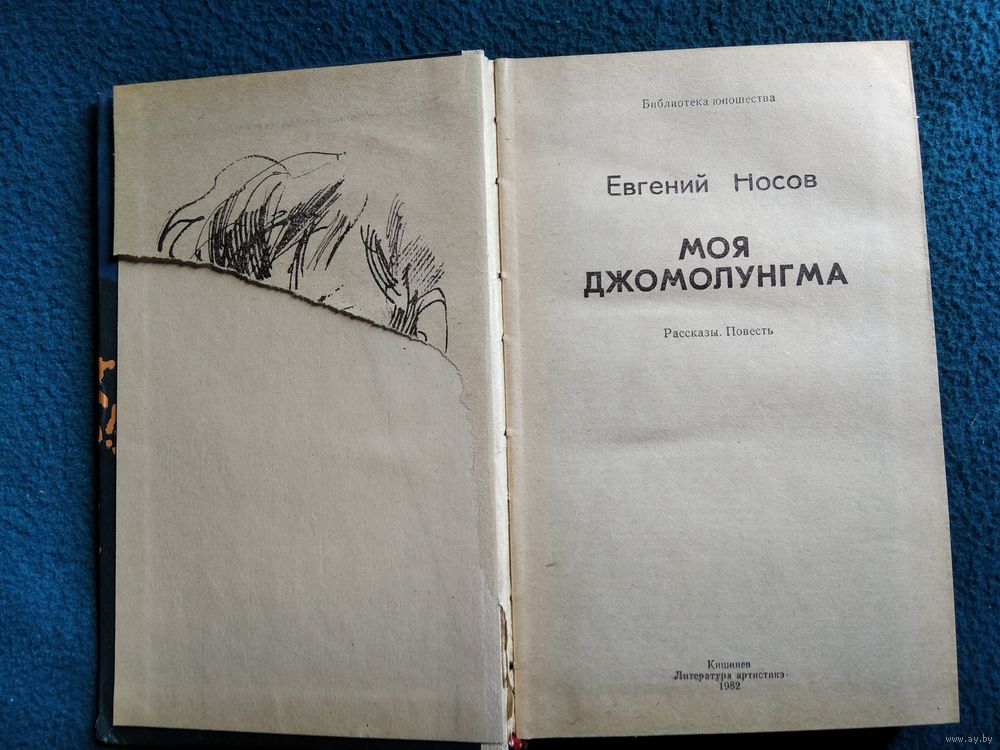 Библиотека юношества
Евгений Носов
МОЯ
ДЖОМОЛУНГМА
Рассказы. Повесть
Кишинев
Литература артистикэ
1982
www.ay.by